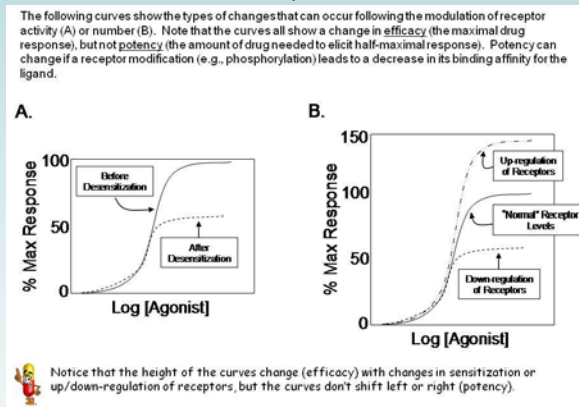 The following curves show the types of changes that can occur following the modulation of receptor
activity (A) or number (B). Note that the curves all show a change in efficacy (the maximal drug
response), but not potency (the amount of drug needed to elicit half-maximal response). Potency can
change if a receptor modification (e.g., phosphorylation) leads to a decrease in its binding affinity for the
ligand.
A.
% Max Response
100
50
0
Before
Desensitization
After
Desensitization
Log [Agonist]
B.
% Max Response
150
100
50
0
Up-regulation
of Receptors
"Normal" Receptor
Levels
Down-regulation
of Receptors
Log [Agonist]
Notice that the height of the curves change (efficacy) with changes in sensitization or
up/down-regulation of receptors, but the curves don't shift left or right (potency).